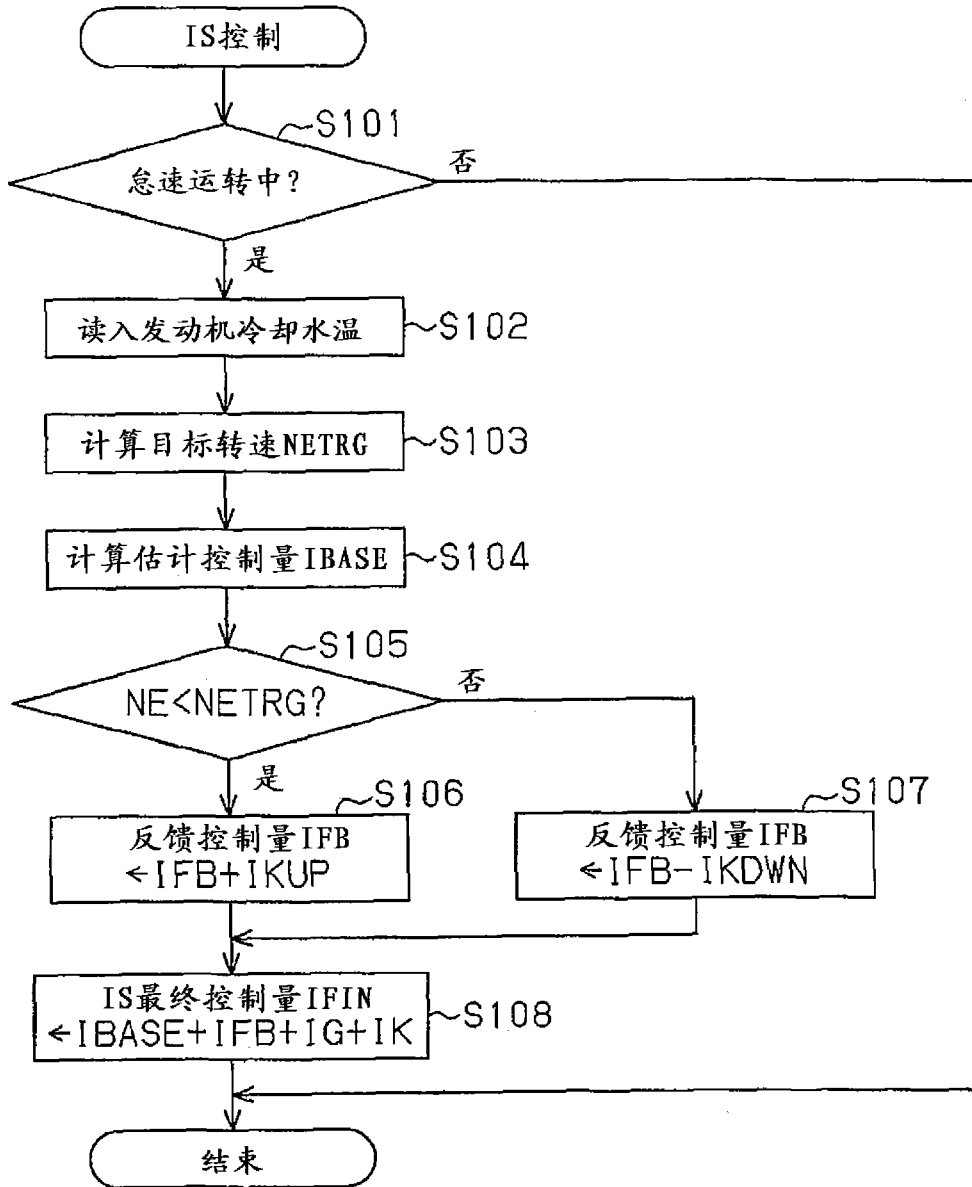 IS控制
S101
怠速运转中?
否
是
读入发动机冷却水温
S102
计算目标转速NETRG
S103
计算估计控制量IBASE
S104
S105
NE<NETRG?
否
是
S106
反馈控制量IFB
←IFB+IKUP
S107
反馈控制量IFB
←IFB-IKDWN
IS最终控制量IFIN
←IBASE+IFB+IG+IK
S108
结束